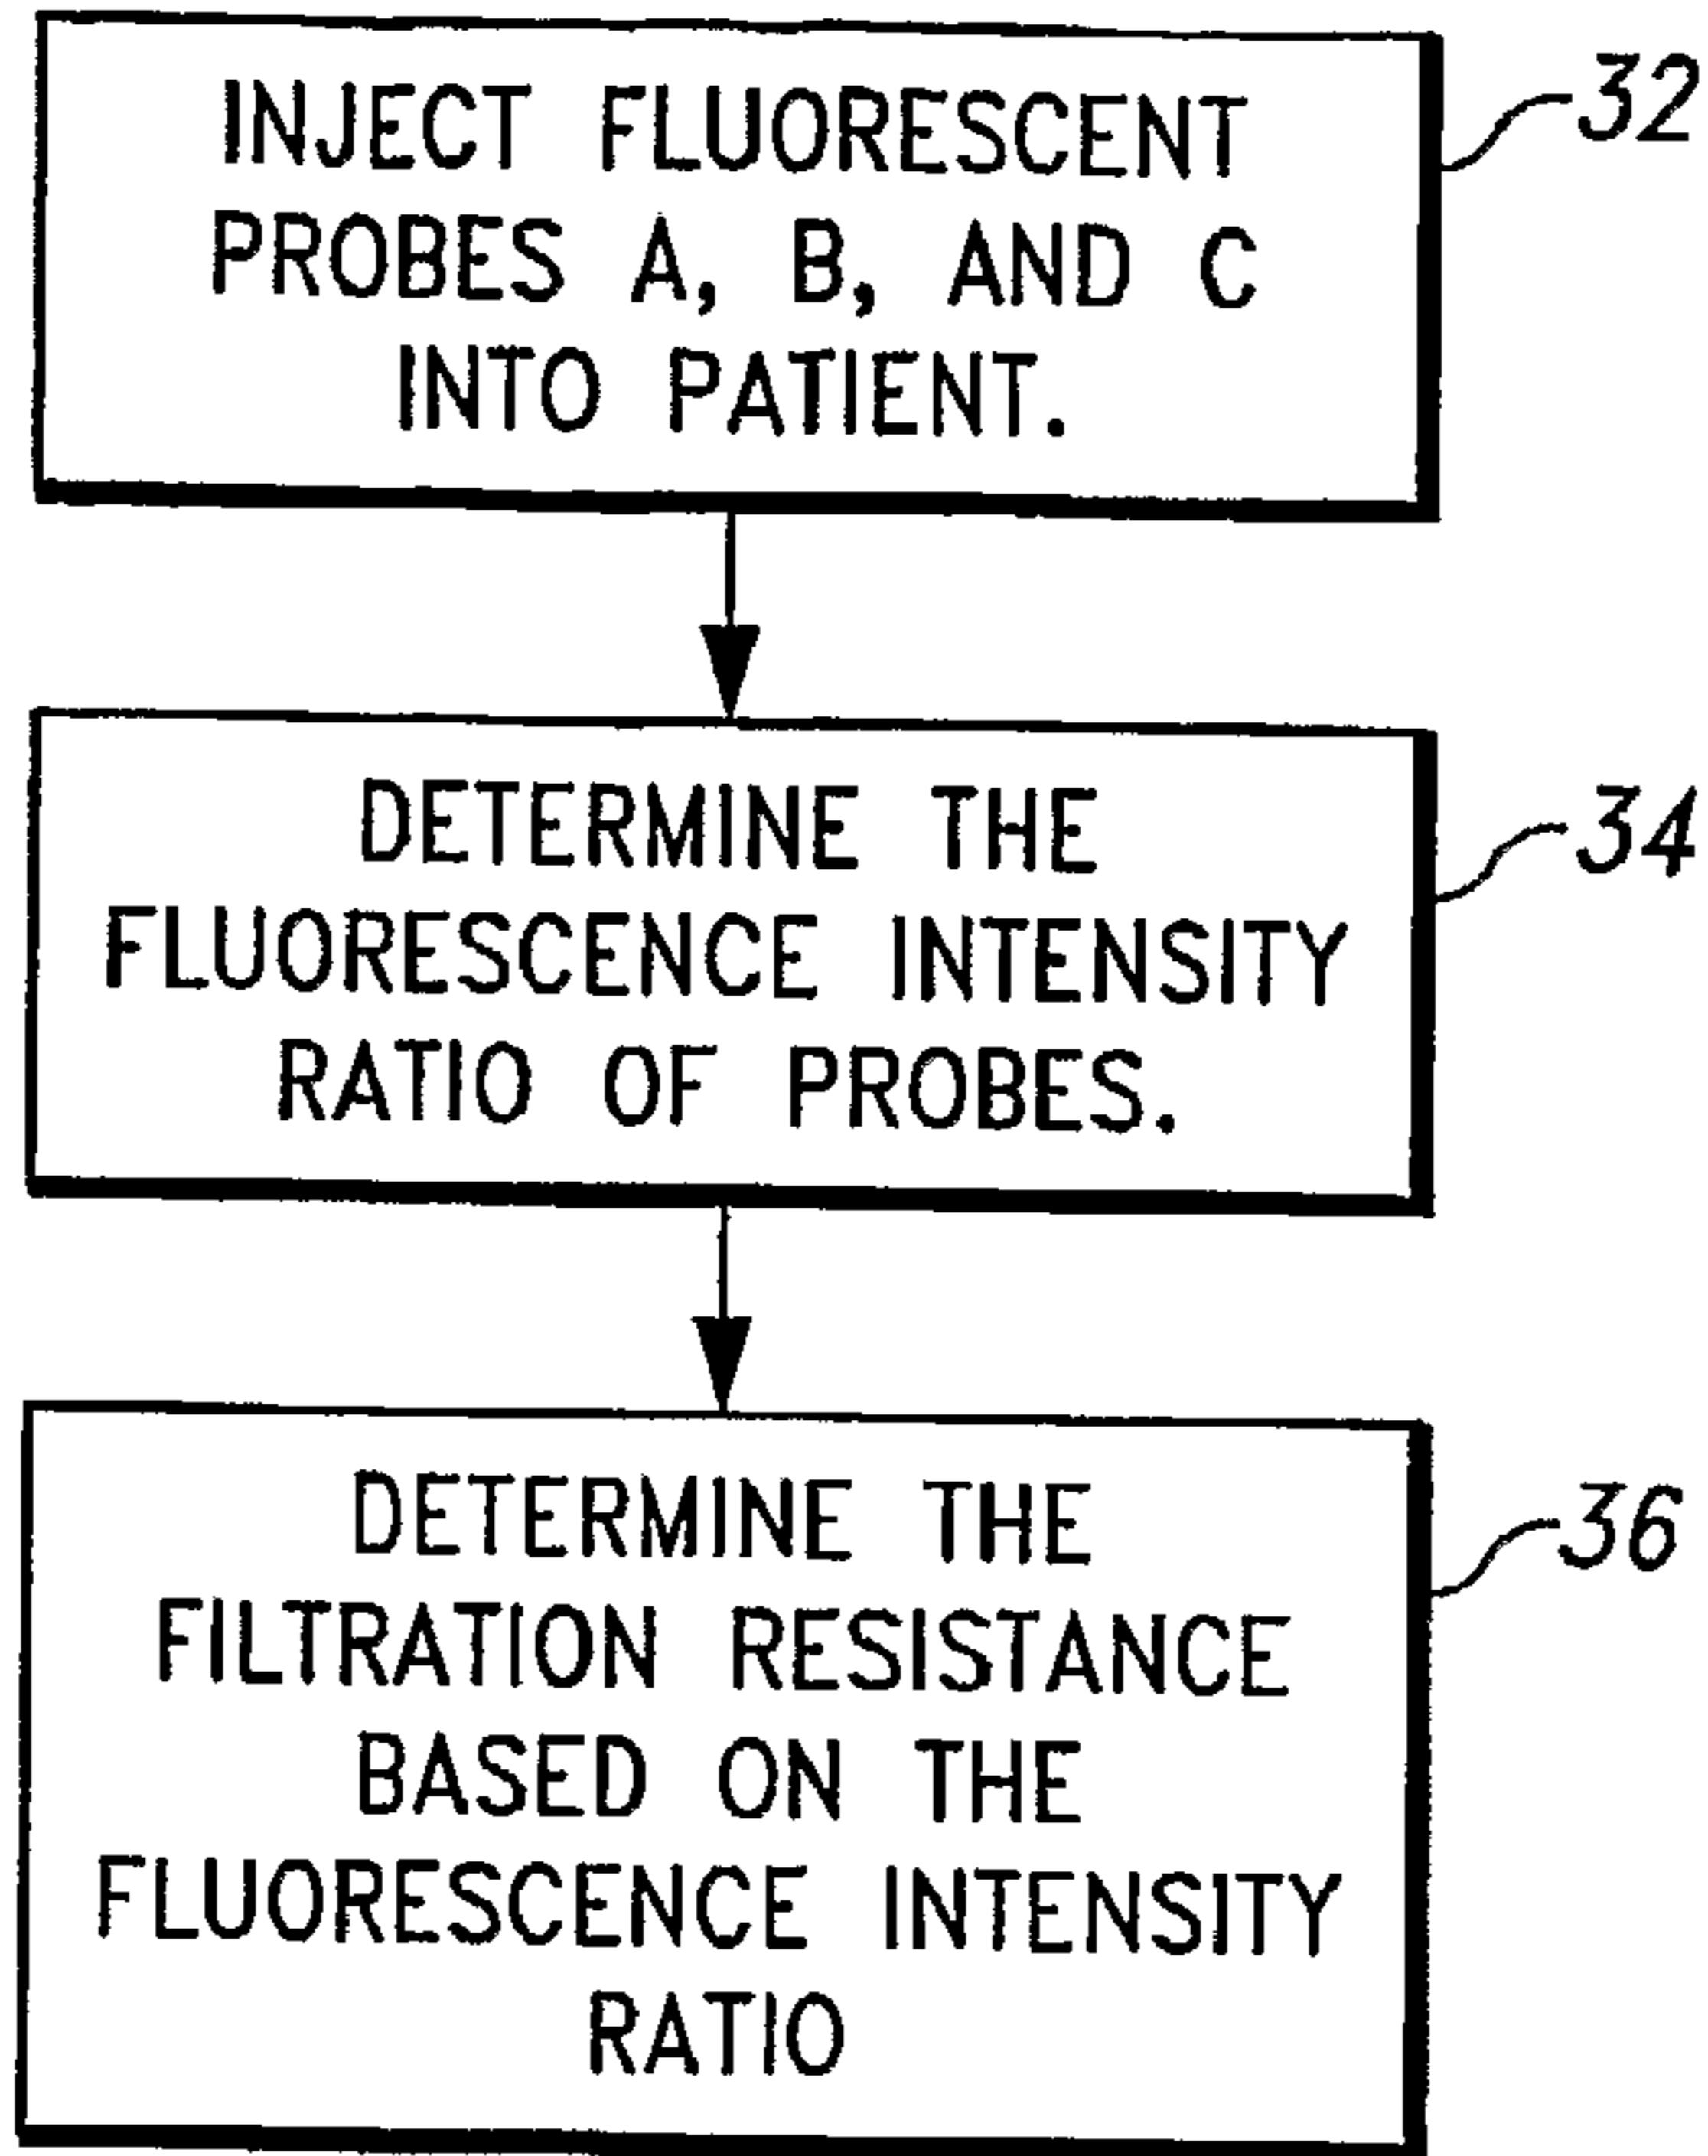 INJECT FLUORESCENT
PROBES A, B, AND C
INTO PATIENT.
32
DETERMINE THE
FLUORESCENCE INTENSITY
RATIO OF PROBES.
34
DETERMINE THE
FILTRATION RESISTANCE
BASED ON THE
FLUORESCENCE INTENSITY
RATIO
36